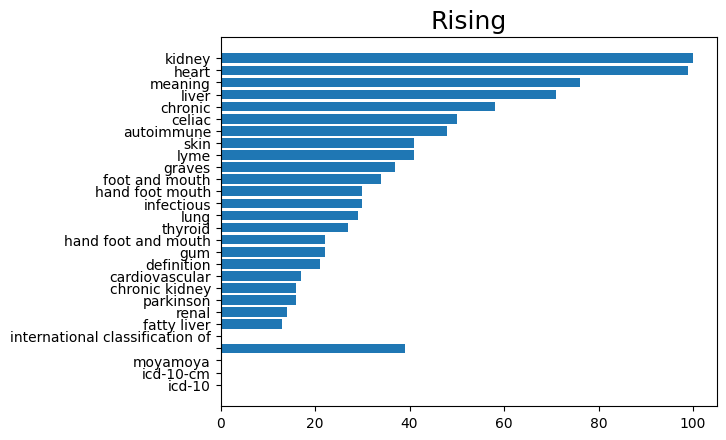 Rising
kidney
heart
meaning
liver
chronic
celiac
autoimmune
skin
lyme
graves
foot and mouth
hand foot mouth
infectious
lung
thyroid
hand foot and mouth
gum
definition
cardiovascular
chronic kidney
parkinson
renal
fatty liver
international classification of
moyamoya
icd-10-cm
icd-10
0 20 40 60 80 100